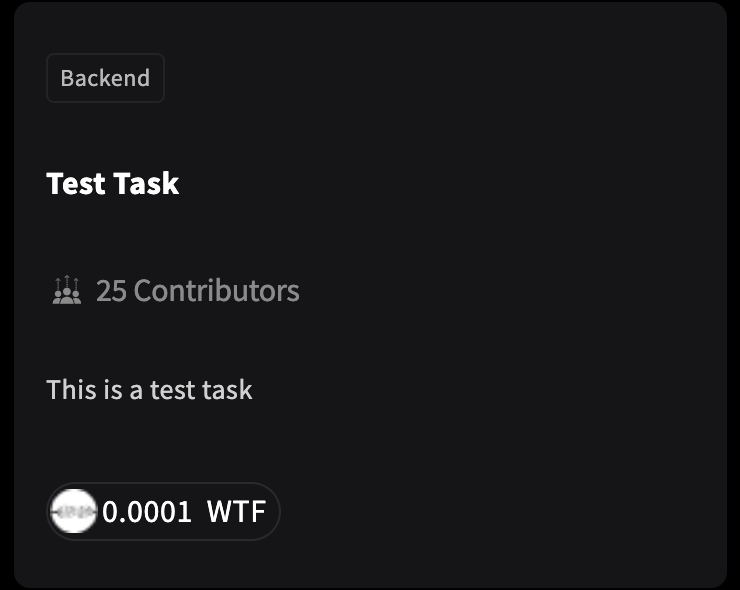 Backend
Test Task
25 Contributors
This is a test task
0.0001 WTF